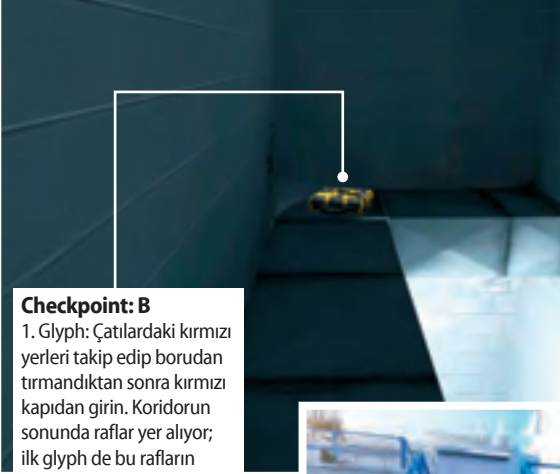 Checkpoint: B
1. Glyph: Çatılardaki kırmızı
yerleri takip edip borudan
tırmandıktan sonra kırmızı
kapıdan girin. Koridorun
sonunda raflar yer alıyor;
ilk glyph de bu rafların